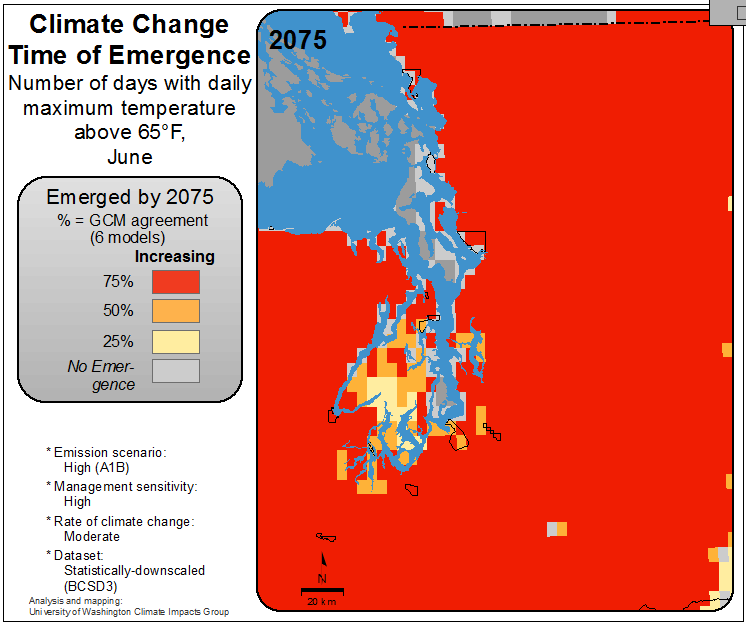 Climate Change
Time of Emergence
Number of days with daily
maximum temperature
above 65°F,
June
Emerged by 2075
% = GCM agreement
(6 models)
Increasing
75%
50%
25%
No Emer-
gence
* Emission scenario:
High (A1B)
* Management sensitivity:
High
* Rate of climate change:
Moderate
* Dataset:
Statistically-downscaled
(BCSD3)
Analysis and mapping:
University of Washington Climate Impacts Group
2075
N
20 km